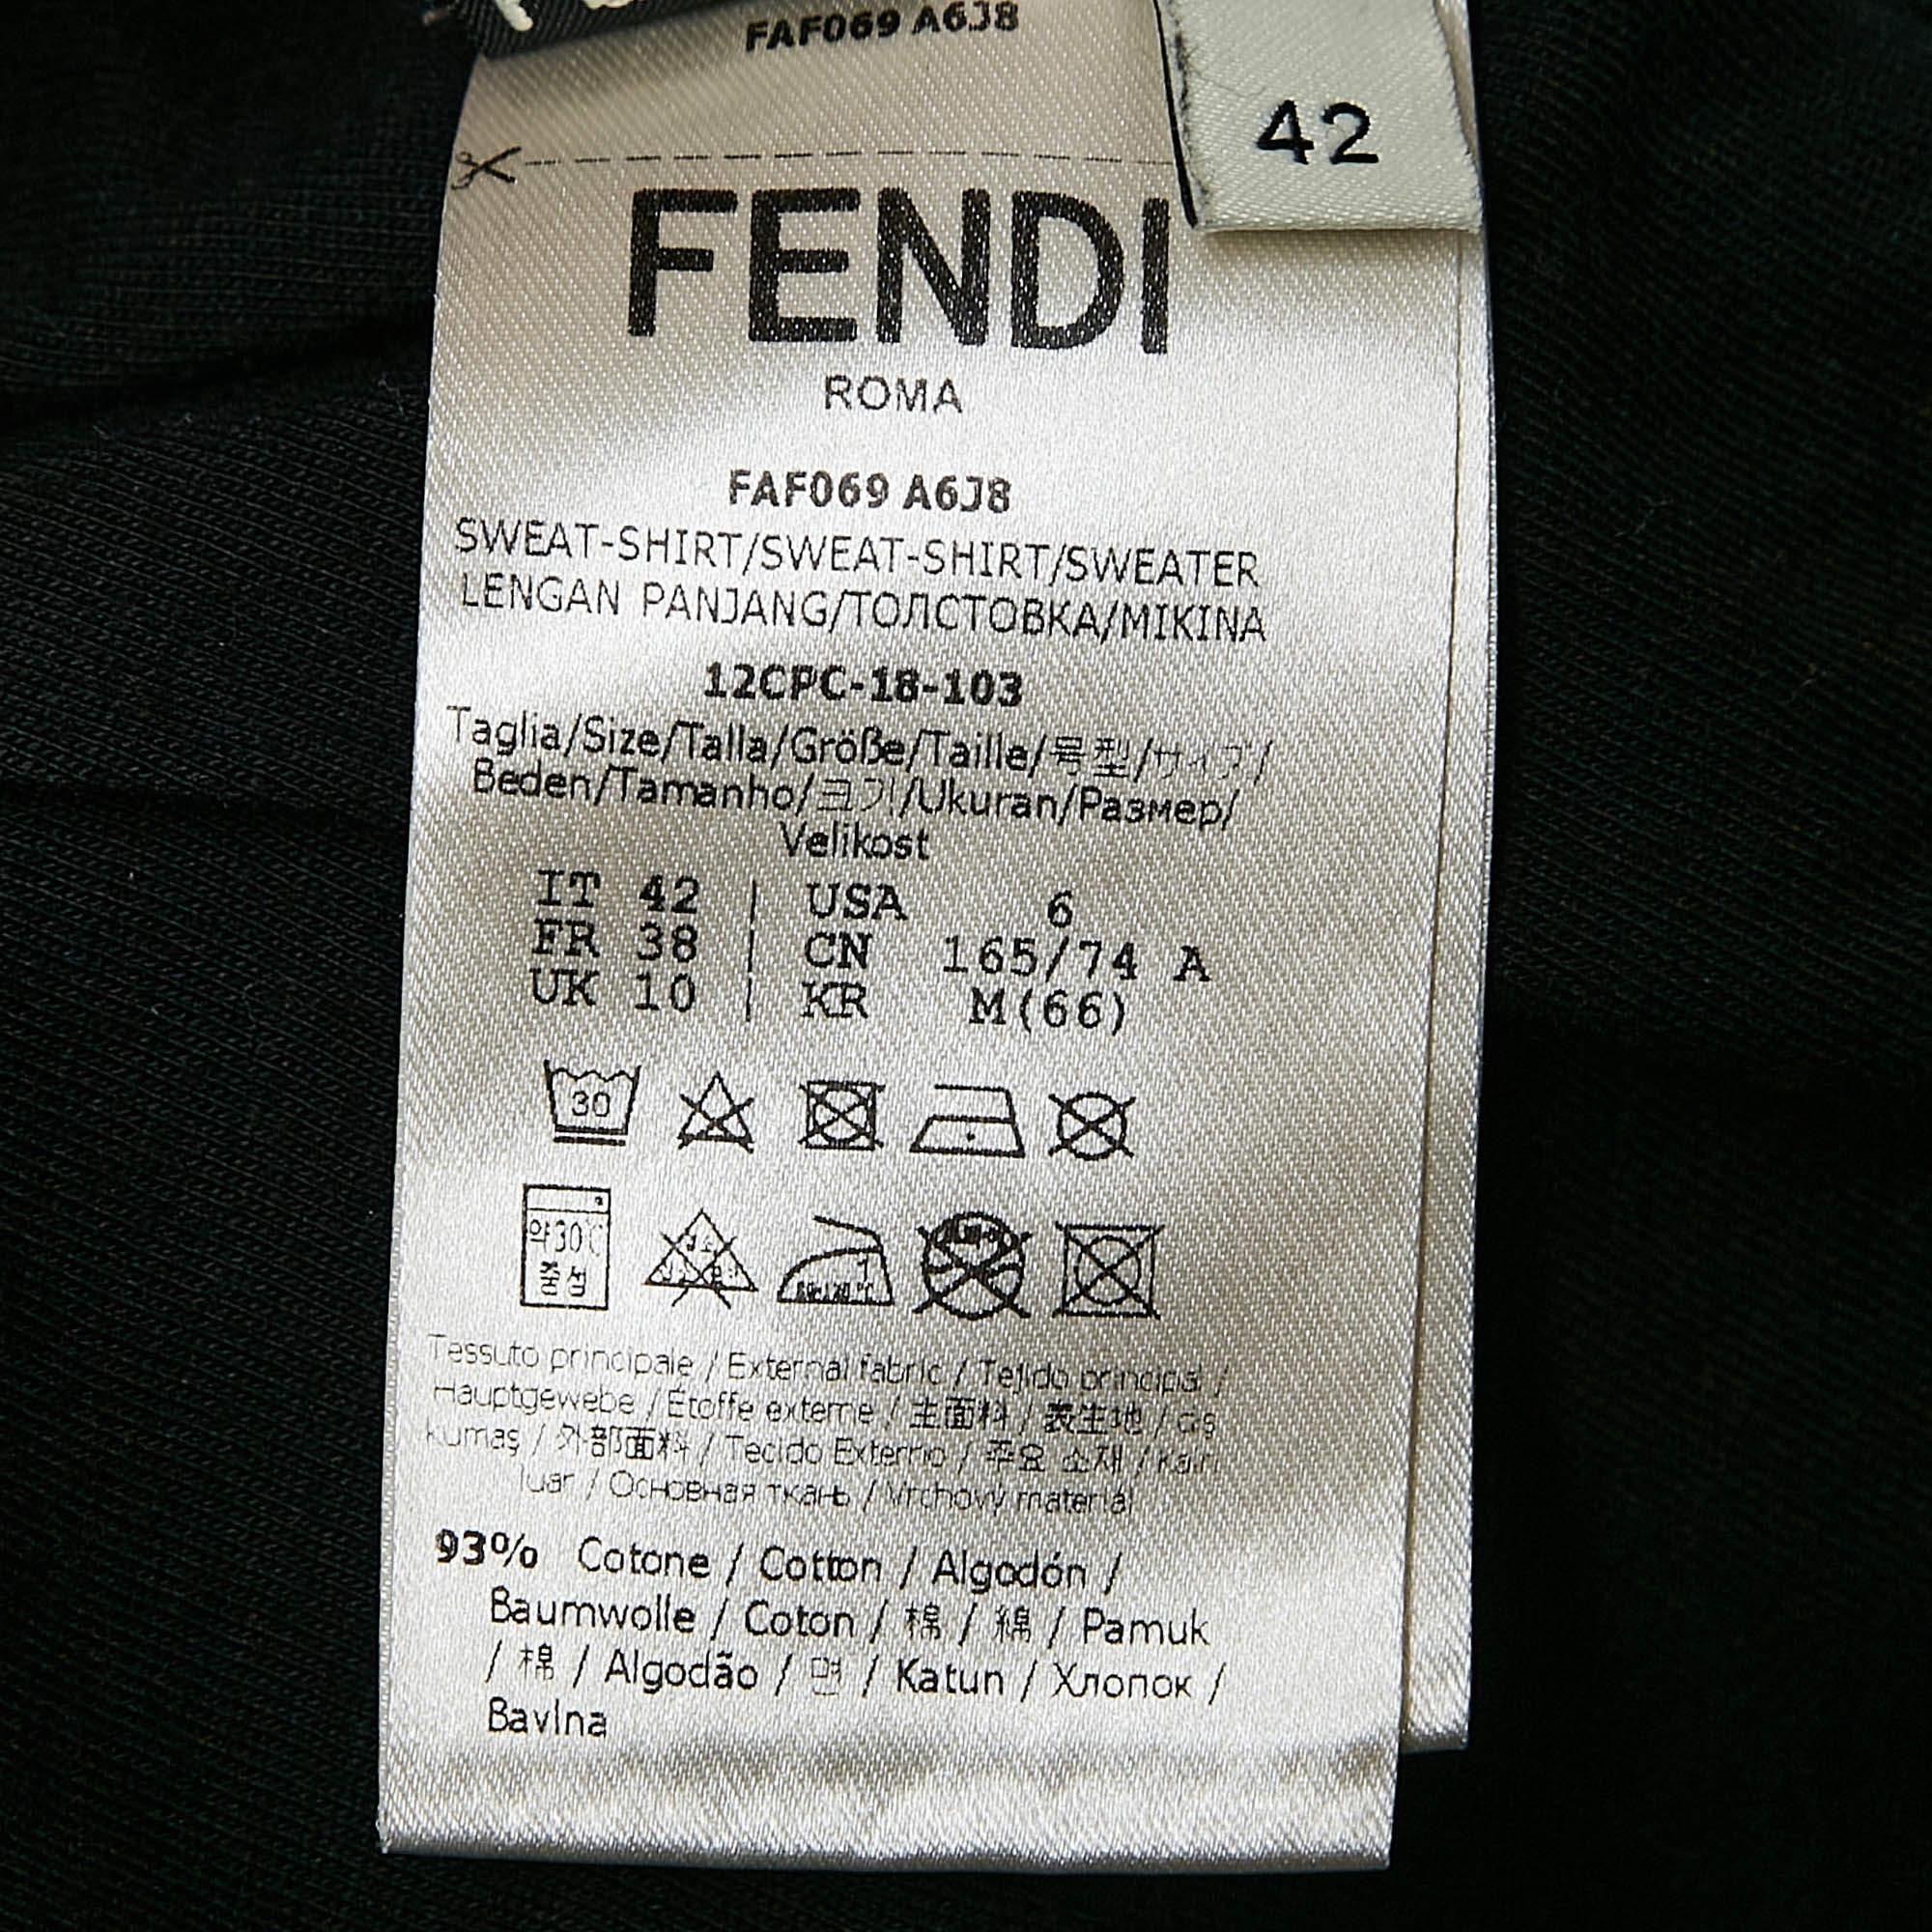 FAF069 A6J8
42
FENDI
ROMA
FAF069 A6J8
SWEAT-SHIRT/SWEAT-SHIRT/SWEATER
LENGAN PANJANG/ТОЛСТОВКА/MIKINA
12CPC-18-103
Taglia/Size/Talla/Größe/Taille/号型/サイズ/
Beden/Tamanho/크기/Ukuran/Размер/
Velikost
IT 42 | USA 6
FR 38 | CN 165/74 A
UK 10 | KR M(66)
30
약30℃
중성
80-120℃
Tessuto principale / External fabric / Tejido principal /
Hauptgewebe / Étoffe externe / 主面料 / 表生地 / Dış
kumaş / 外部面料 / Tecido Externo / 주요 소재 / Kain
luar / Основная ткань / Vrchový materiál
93% Cotone / Cotton / Algodón /
Baumwolle / Coton / 棉 / 綿 / Pamuk
/ 棉 / Algodão / 면 / Katun / Хлопок /
Bavlna